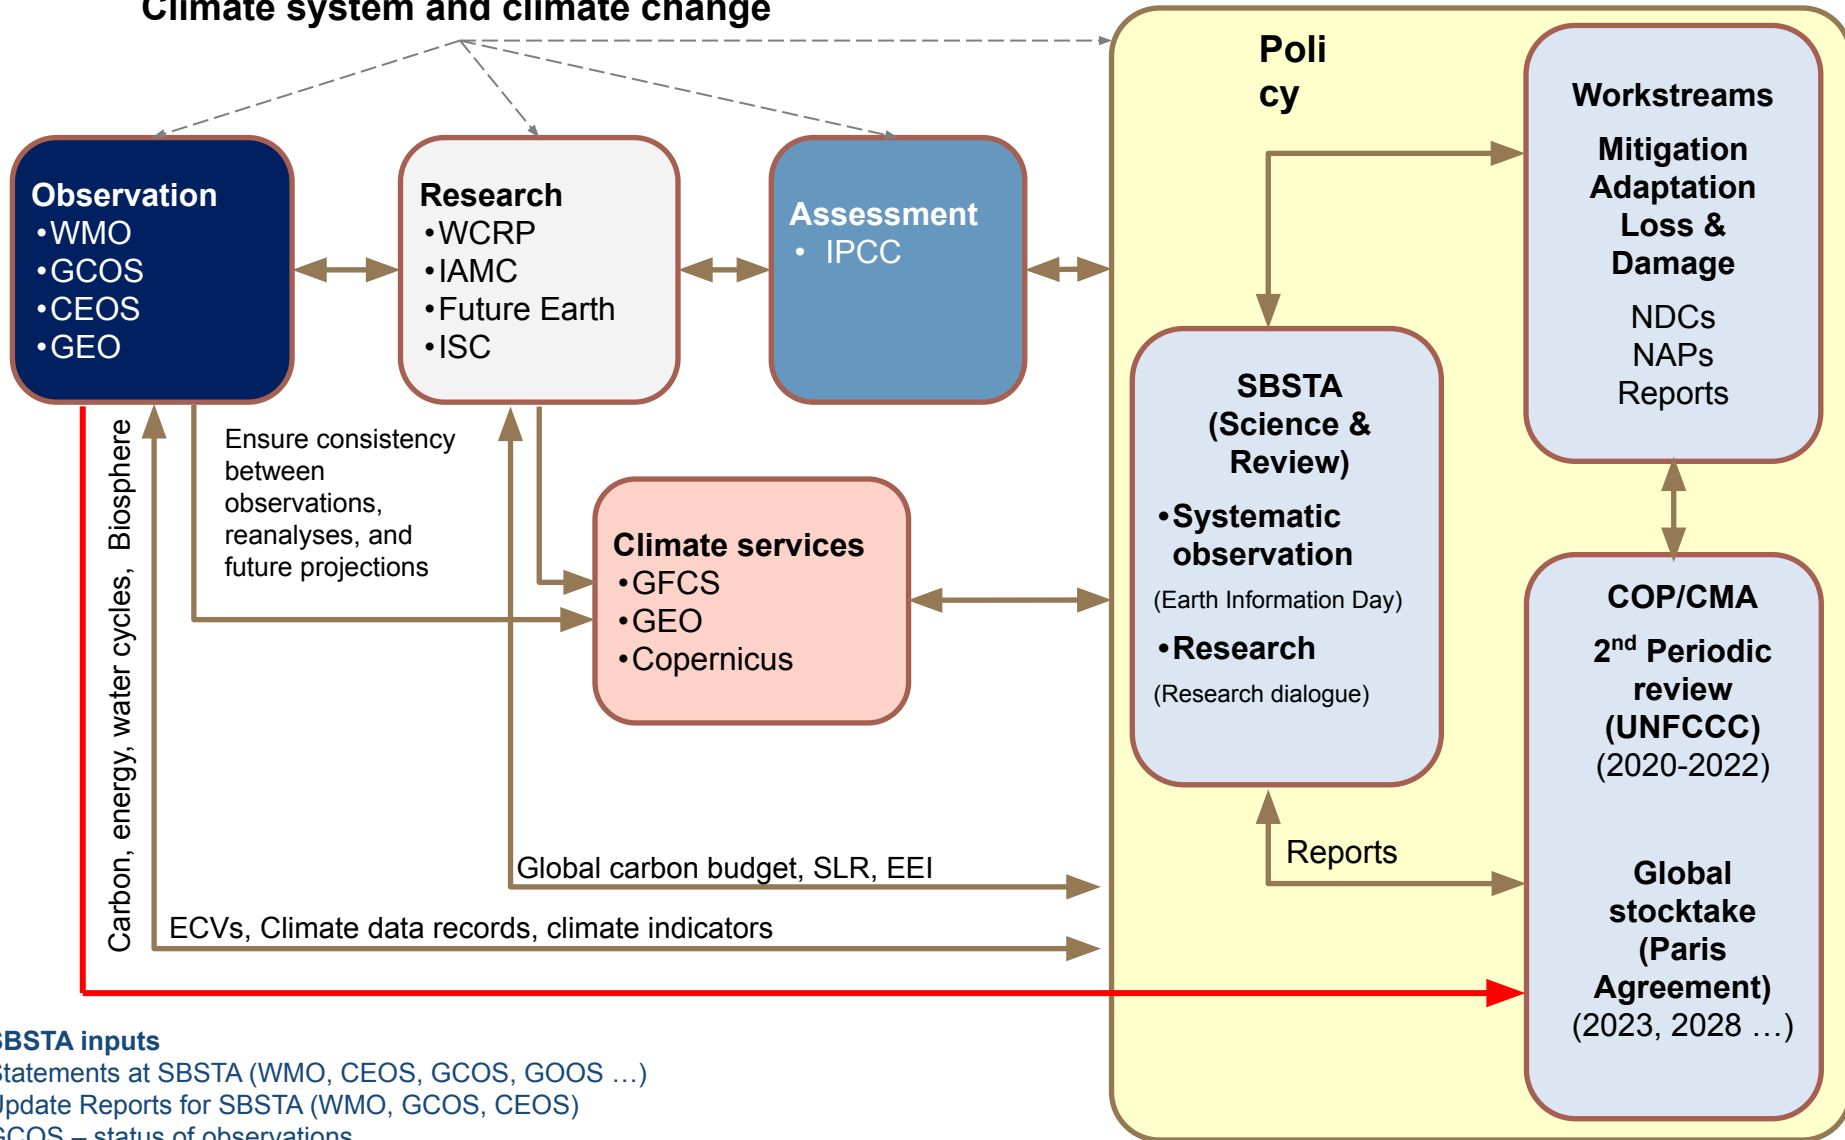 Climate system and climate change
Poli
cy
Observation
•WMO
•GCOS
•CEOS
•GEO
Research
•WCRP
•IAMC
•Future Earth
•ISC
Assessment
• IPCC
Workstreams
Mitigation
Adaptation
Loss &
Damage
NDCs
NAPs
Reports
SBSTA
(Science &
Review)
•Systematic
observation
(Earth Information Day)
•Research
(Research dialogue)
Carbon, energy, water cycles, Biosphere
Ensure consistency
between
observations,
reanalyses, and
future projections
Climate services
•GFCS
•GEO
•Copernicus
COP/CMA
2nd Periodic
review
(UNFCCC)
(2020-2022)
Global
stocktake
(Paris
Agreement)
(2023, 2028 …)
Reports
Global carbon budget, SLR, EEI
ECVs, Climate data records, climate indicators
SBSTA inputs
Statements at SBSTA (WMO, CEOS, GCOS, GOOS …)
Update Reports for SBSTA (WMO, GCOS, CEOS)
GCOS – status of observations